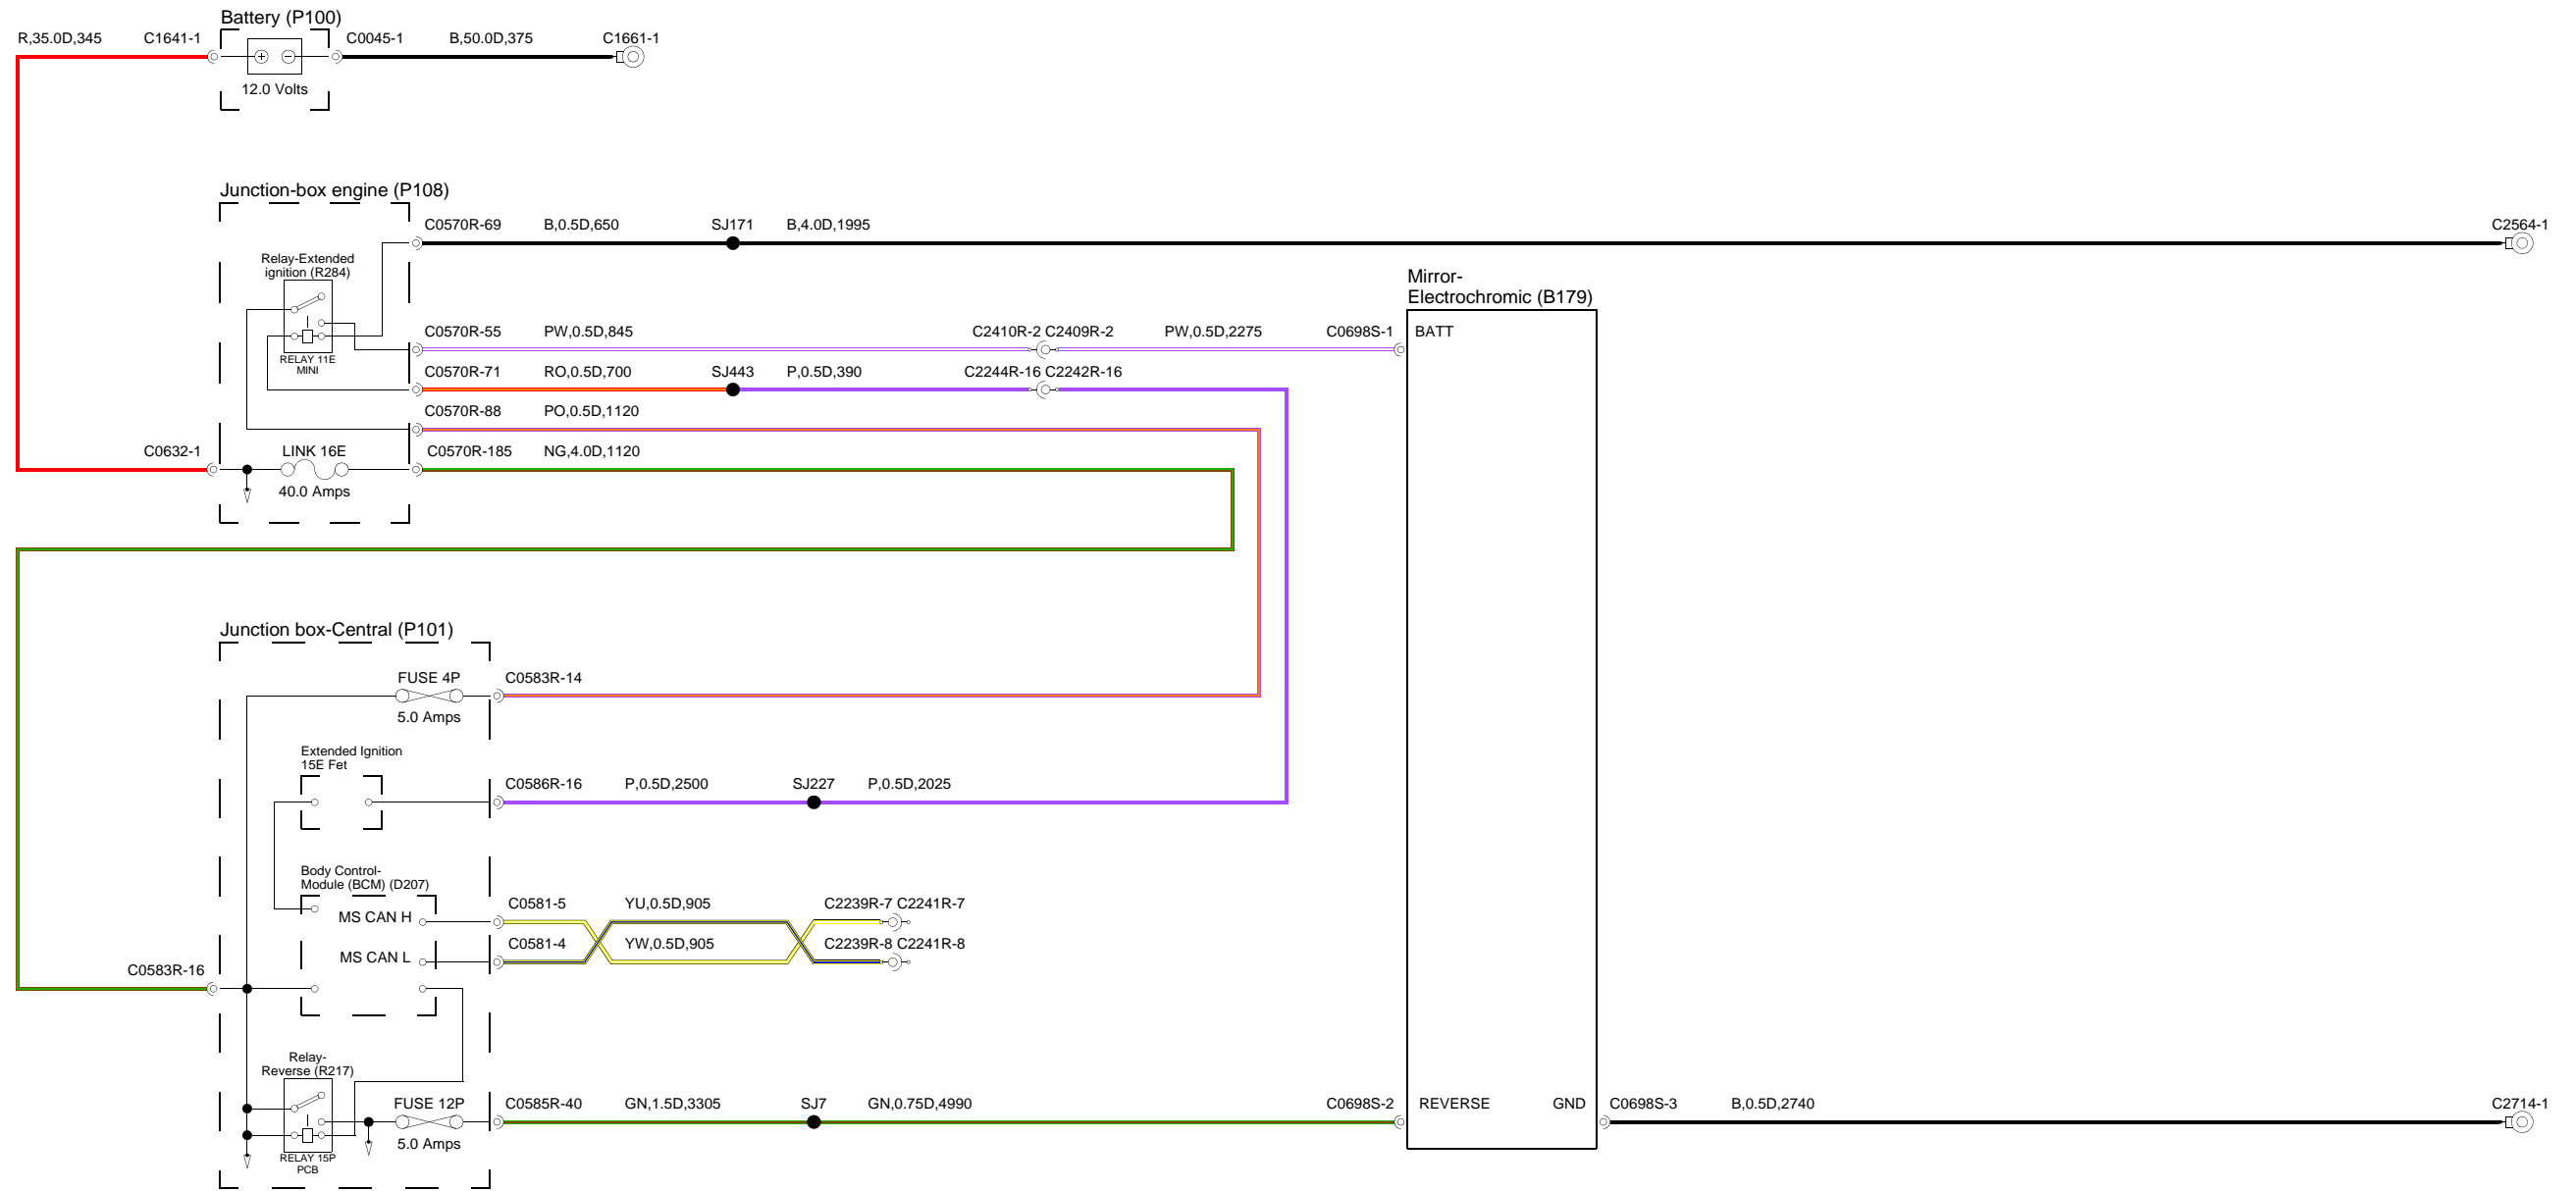 Battery (P100)
R,35.0D,345 C1641-1 C0045-1 B,50.0D,375 C1661-1
12.0 Volts
Junction-box engine (P108)
C0570R-69 B,0.5D,650 SJ171 B,4.0D,1995 C2564-1
Relay-Extended
ignition (R284)
RELAY 11E
MINI
Mirror-
Electrochromic (B179)
C0570R-55 PW,0.5D,845 C2410R-2 C2409R-2 PW,0.5D,2275 C0698S-1 BATT
C0570R-71 RO,0.5D,700 SJ443 P,0.5D,390 C2244R-16 C2242R-16
C0570R-88 PO,0.5D,1120
C0632-1 LINK 16E C0570R-185 NG,4.0D,1120
40.0 Amps
Junction box-Central (P101)
FUSE 4P C0583R-14
5.0 Amps
Extended Ignition
15E Fet
C0586R-16 P,0.5D,2500 SJ227 P,0.5D,2025
Body Control-
Module (BCM) (D207)
MS CAN H C0581-5 YU,0.5D,905 C2239R-7 C2241R-7
MS CAN L C0581-4 YW,0.5D,905 C2239R-8 C2241R-8
C0583R-16
Relay-
Reverse (R217)
RELAY 15P
PCB
FUSE 12P C0585R-40 GN,1.5D,3305 SJ7 GN,0.75D,4990 C0698S-2 REVERSE GND C0698S-3 B,0.5D,2740 C2714-1
5.0 Amps